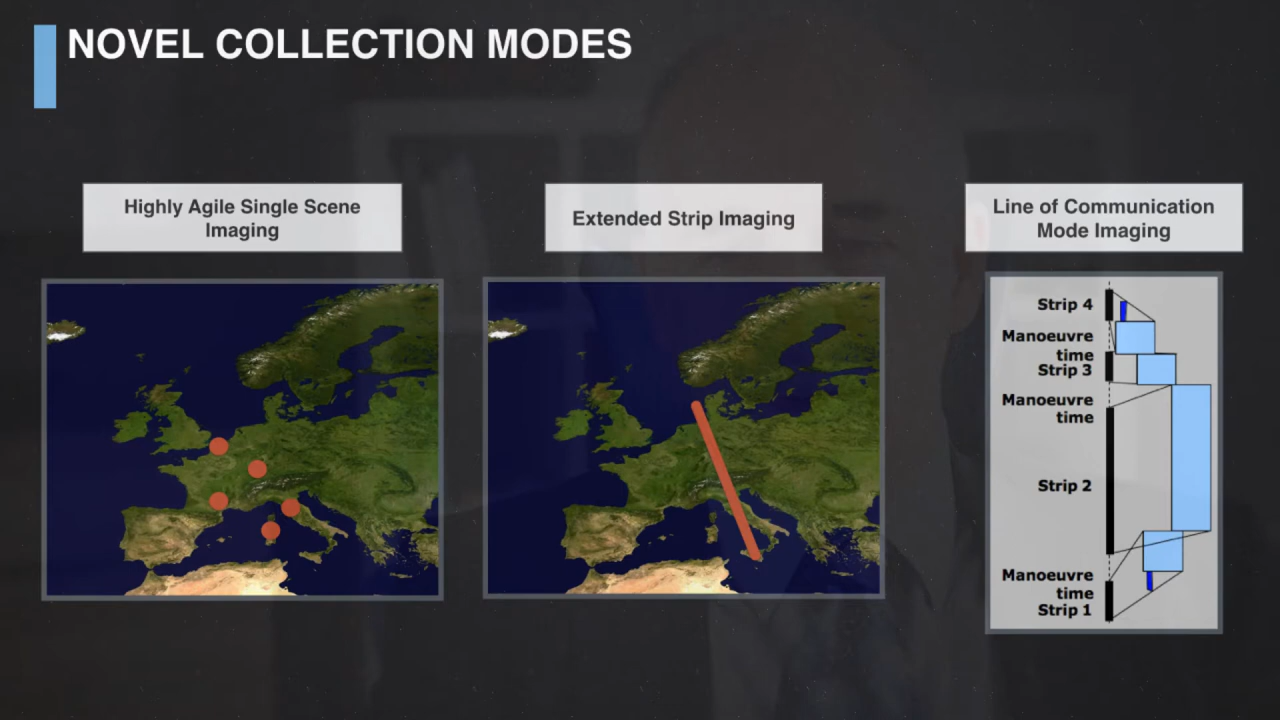 NOVEL COLLECTION MODES
Highly Agile Single Scene
Imaging
Extended Strip Imaging
Line of Communication
Mode Imaging
Strip 4
Manoeuvre
time
Strip 3
Manoeuvre
time
Strip 2
Manoeuvre
time
Strip 1